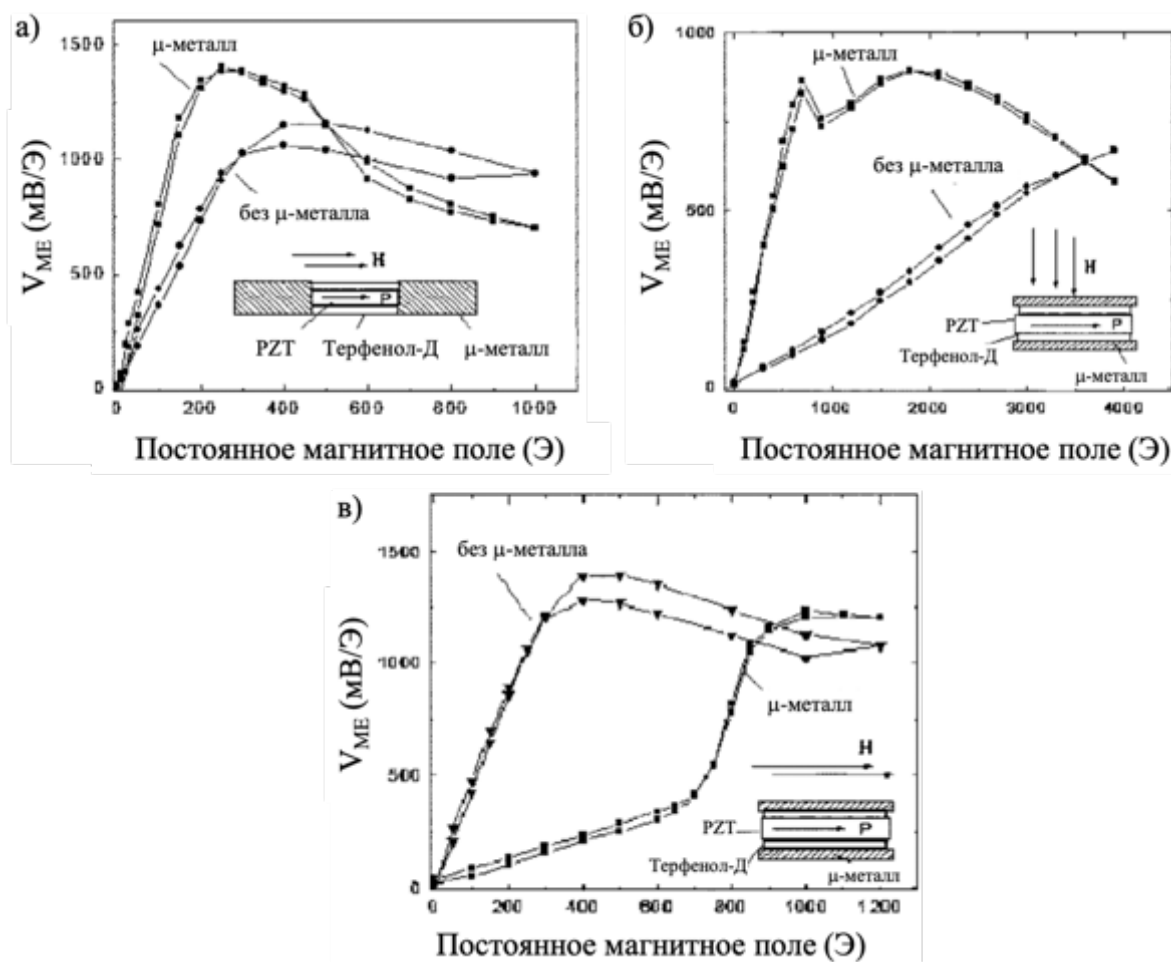 а)
1500
1000
500
0
V_ME (мВ/Э)
μ-металл
без μ-металла
H
P
PZT
Терфенол-Д
μ-металл
0 200 400 600 800 1000
Постоянное магнитное поле (Э)
б)
1000
500
0
V_ME (мВ/Э)
μ-металл
без μ-металла
H
PZT
P
Терфенол-Д
μ-металл
0 1000 2000 3000 4000
Постоянное магнитное поле (Э)
в)
1500
1000
500
0
V_ME (мВ/Э)
без μ-металла
μ-металл
H
PZT
P
Терфенол-Д
μ-металл
0 200 400 600 800 1000 1200
Постоянное магнитное поле (Э)